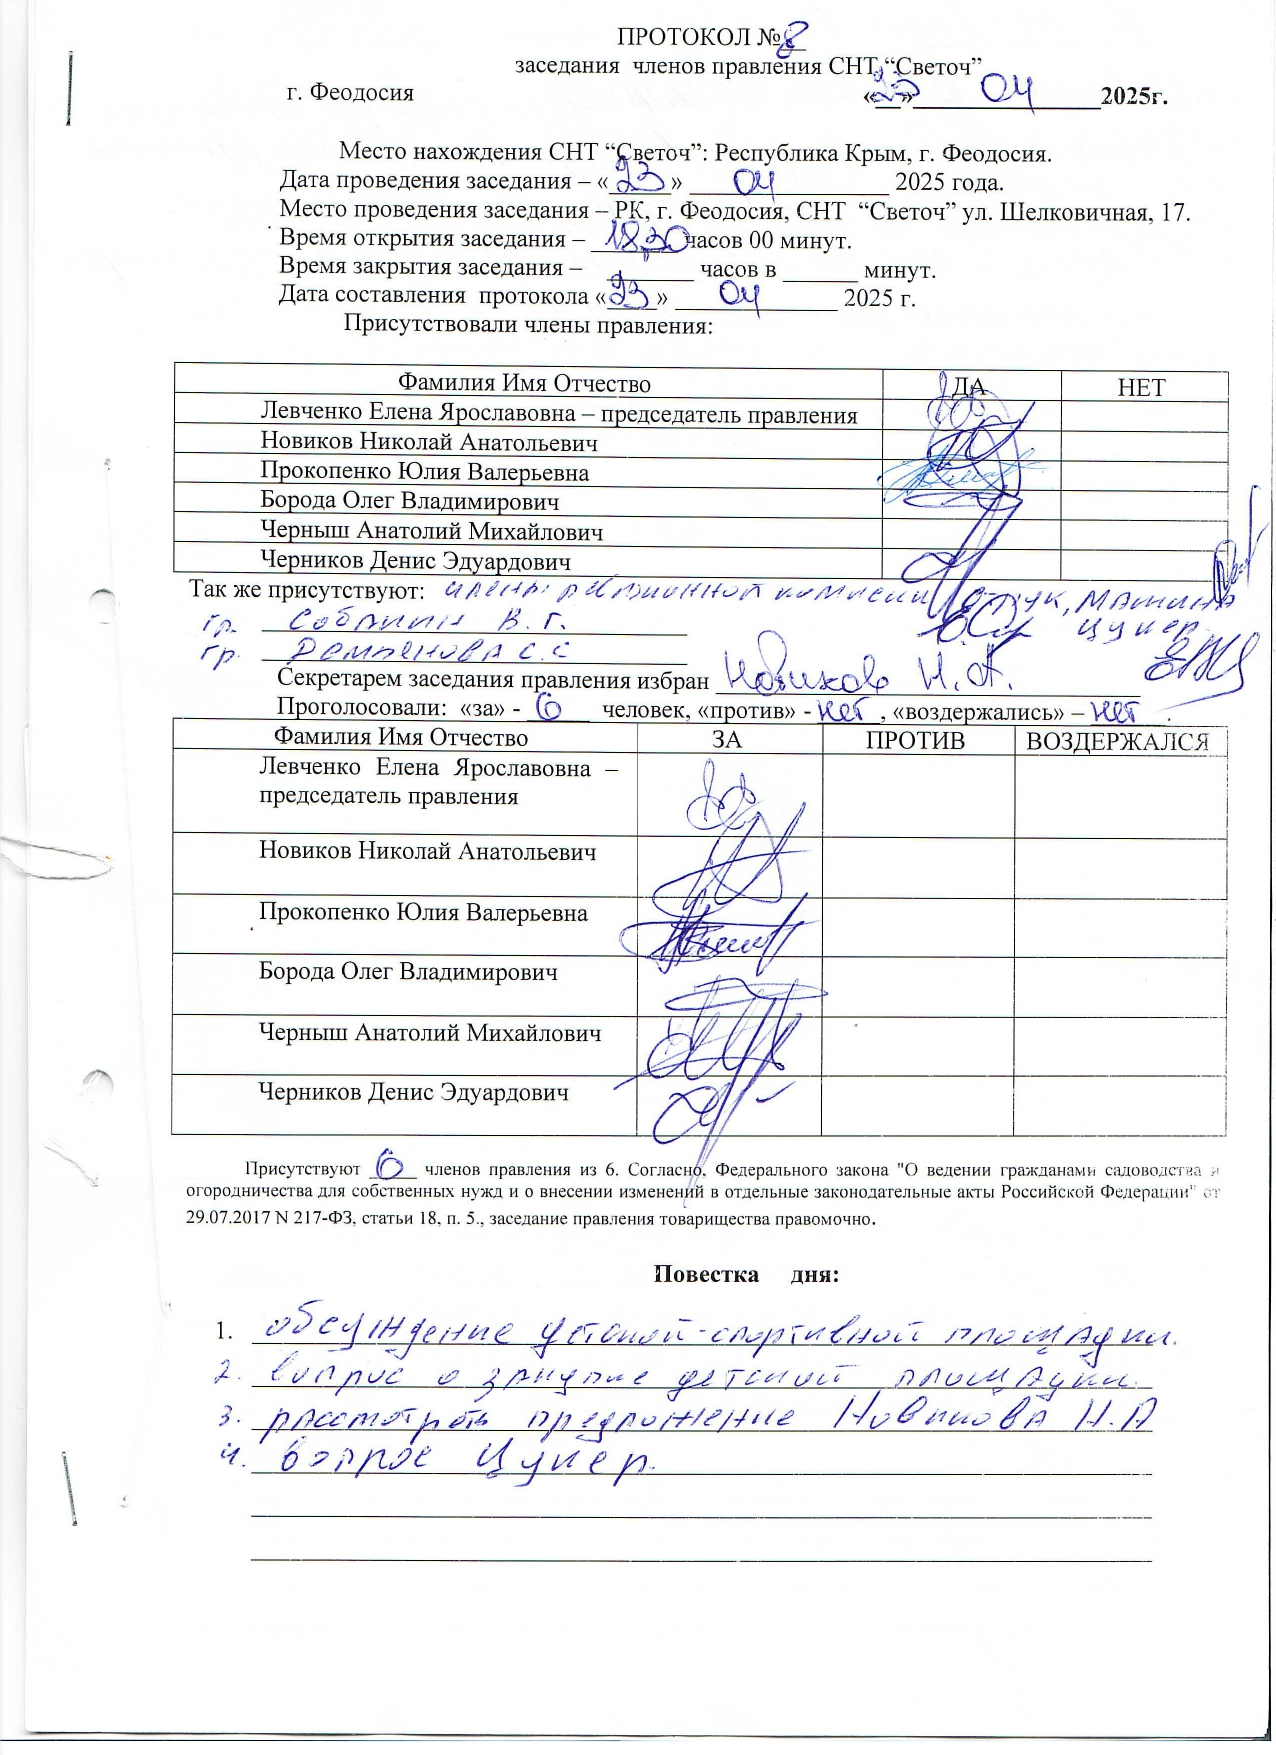 ПРОТОКОЛ № 8
заседания членов правления СНТ “Светоч”
г. Феодосия «23» 04 2025г.
Место нахождения СНТ “Светоч”: Республика Крым, г. Феодосия.
Дата проведения заседания – «23» 04 2025 года.
Место проведения заседания – РК, г. Феодосия, СНТ “Светоч” ул. Шелковичная, 17.
Время открытия заседания – 18,30 часов 00 минут.
Время закрытия заседания – ______ часов в ______ минут.
Дата составления протокола «23» 04 2025 г.
Присутствовали члены правления:
Фамилия Имя Отчество ДА НЕТ
Левченко Елена Ярославовна – председатель правления
Новиков Николай Анатольевич
Прокопенко Юлия Валерьевна
Борода Олег Владимирович
Черныш Анатолий Михайлович
Черников Денис Эдуардович
Так же присутствуют: члены ревизионной комиссии
гр. В. Г. Цукер
гр. С.С
Секретарем заседания правления избран Новиков Н.А.
Проголосовали: «за» - 6 человек, «против» - нет, «воздержались» – нет.
Фамилия Имя Отчество ЗА ПРОТИВ ВОЗДЕРЖАЛСЯ
Левченко Елена Ярославовна –
председатель правления
Новиков Николай Анатольевич
Прокопенко Юлия Валерьевна
Борода Олег Владимирович
Черныш Анатолий Михайлович
Черников Денис Эдуардович
Присутствуют 6 членов правления из 6. Согласно, Федерального закона "О ведении гражданами садоводства и
огородничества для собственных нужд и о внесении изменений в отдельные законодательные акты Российской Федерации" от
29.07.2017 N 217-ФЗ, статьи 18, п. 5., заседание правления товарищества правомочно.
Повестка дня:
1. обсуждение детской-спортивной площадки.
2. вопрос о закупке детской площадки.
3. рассмотреть предложение Новикова Н.А
4. вопрос Цукер.